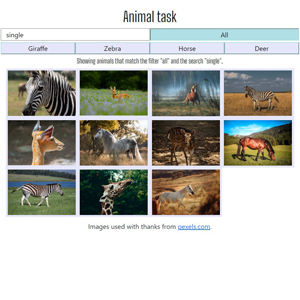 Animal task
single All
Giraffe Zebra Horse Deer
Showing animals that match the filter "all" and the search "single".
Images used with thanks from pexels.com.